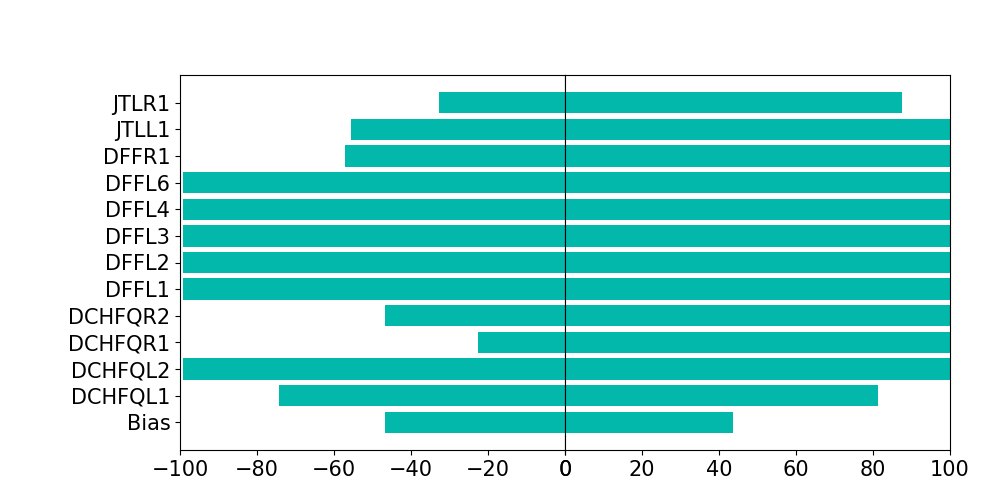 JTLR1
JTLL1
DFFR1
DFFL6
DFFL4
DFFL3
DFFL2
DFFL1
DCHFQR2
DCHFQR1
DCHFQL2
DCHFQL1
Bias
−100 −80 −60 −40 −20 0 20 40 60 80 100